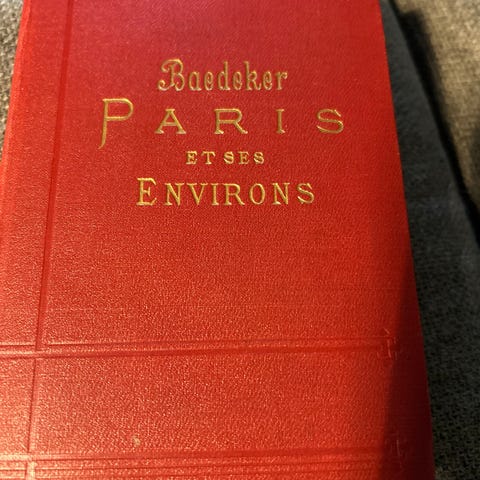 Baedeker
PARIS
ET SES
ENVIRONS